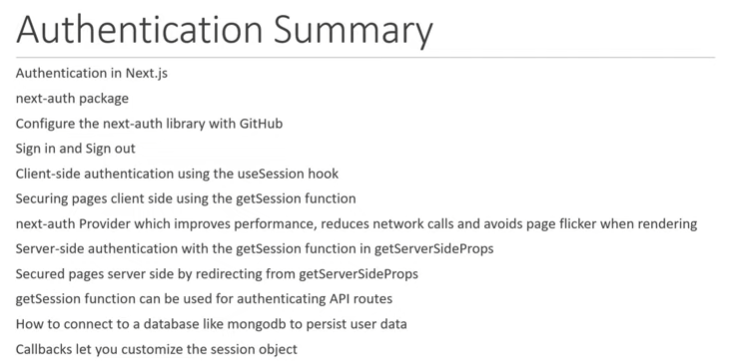 Authentication Summary
Authentication in Next.js
next-auth package
Configure the next-auth library with GitHub
Sign in and Sign out
Client-side authentication using the useSession hook
Securing pages client side using the getSession function
next-auth Provider which improves performance, reduces network calls and avoids page flicker when rendering
Server-side authentication with the getSession function in getServerSideProps
Secured pages server side by redirecting from getServerSideProps
getSession function can be used for authenticating API routes
How to connect to a database like mongodb to persist user data
Callbacks let you customize the session object